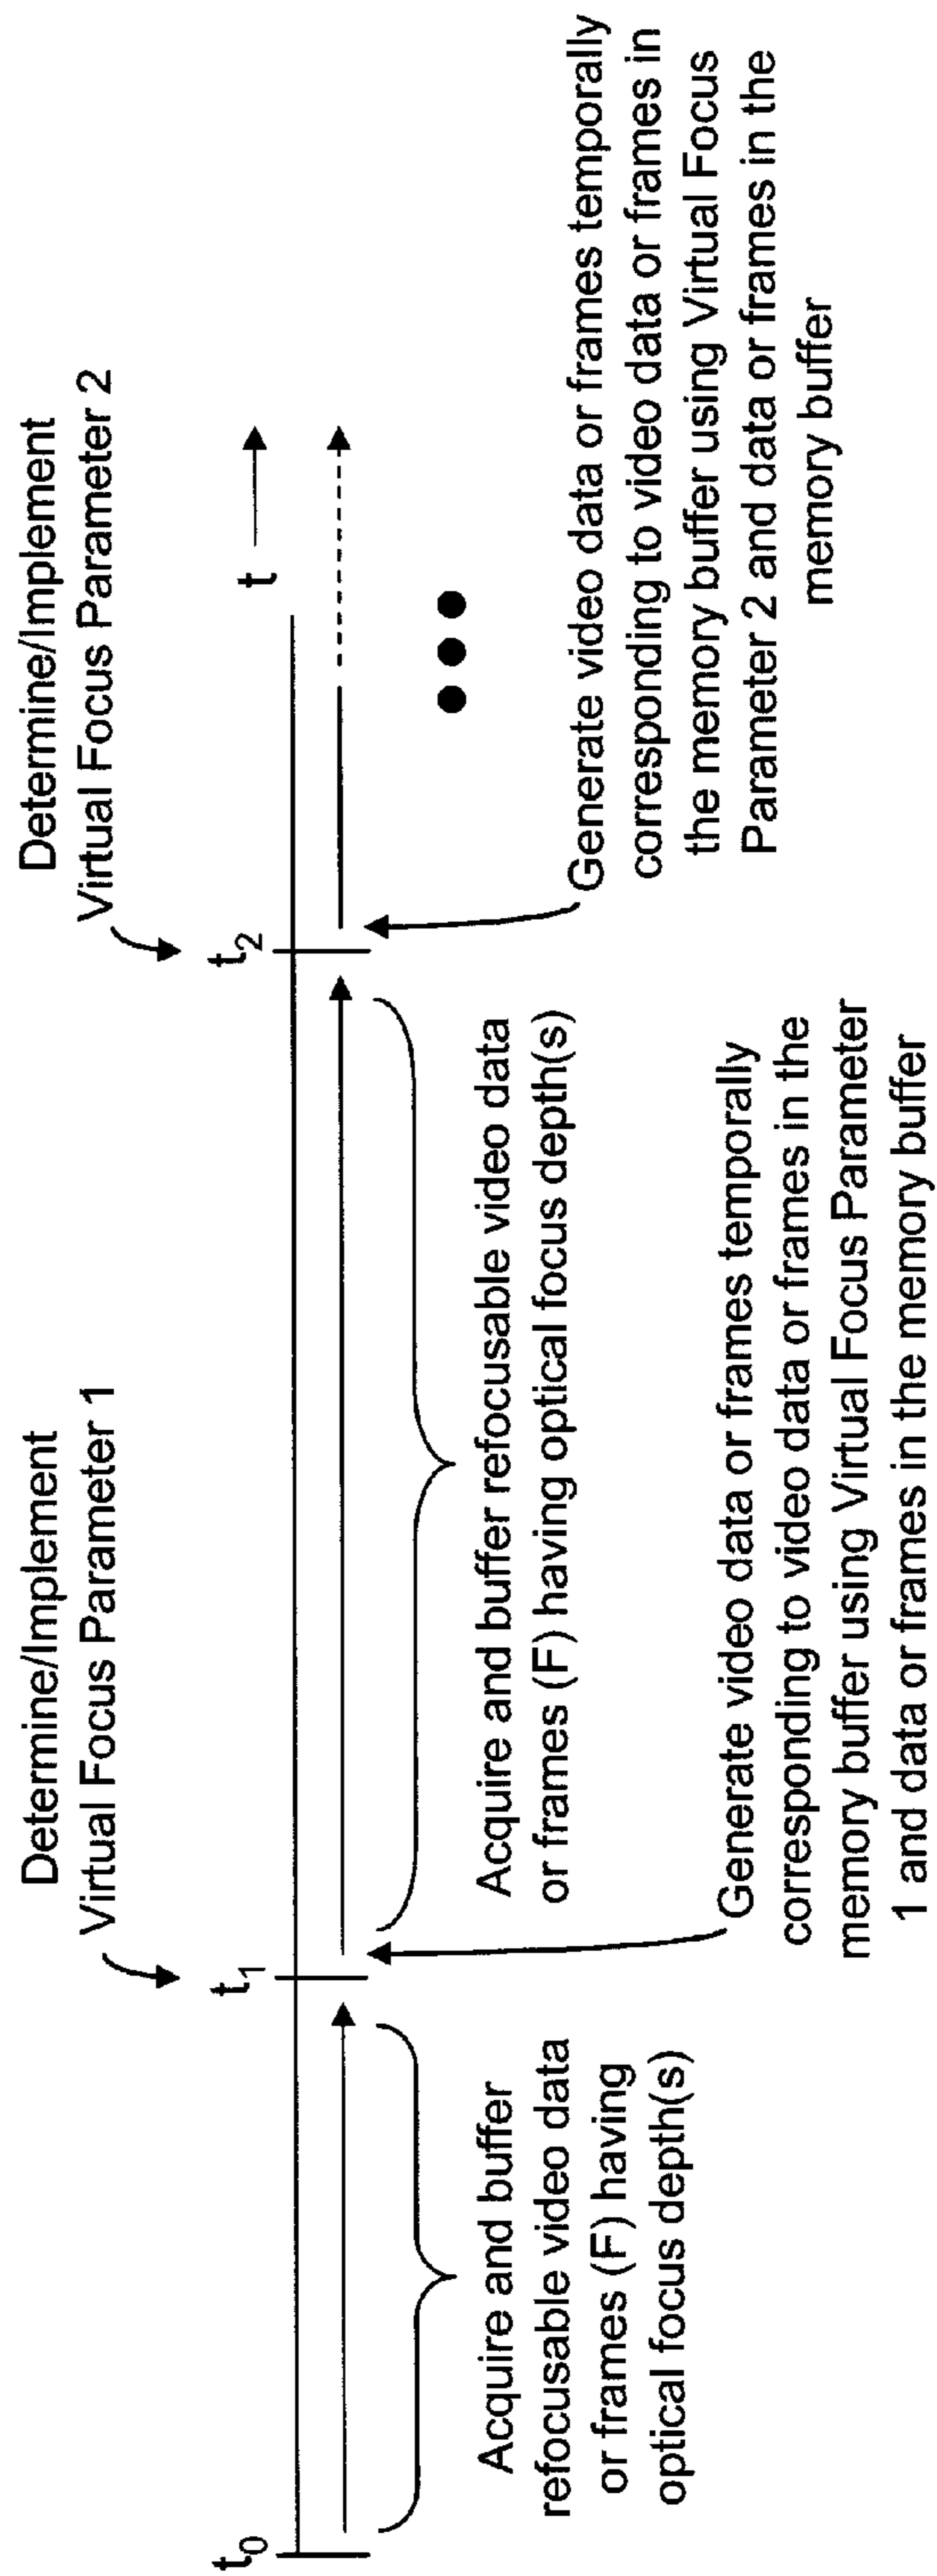 Determine/Implement
Virtual Focus Parameter 1
Determine/Implement
Virtual Focus Parameter 2
t0
t1
t2
t
Acquire and buffer
refocusable video data
or frames (F) having
optical focus depth(s)
Acquire and buffer refocusable video data
or frames (F) having optical focus depth(s)
Generate video data or frames temporally
corresponding to video data or frames in the
memory buffer using Virtual Focus Parameter
1 and data or frames in the memory buffer
Generate video data or frames temporally
corresponding to video data or frames in
the memory buffer using Virtual Focus
Parameter 2 and data or frames in the
memory buffer